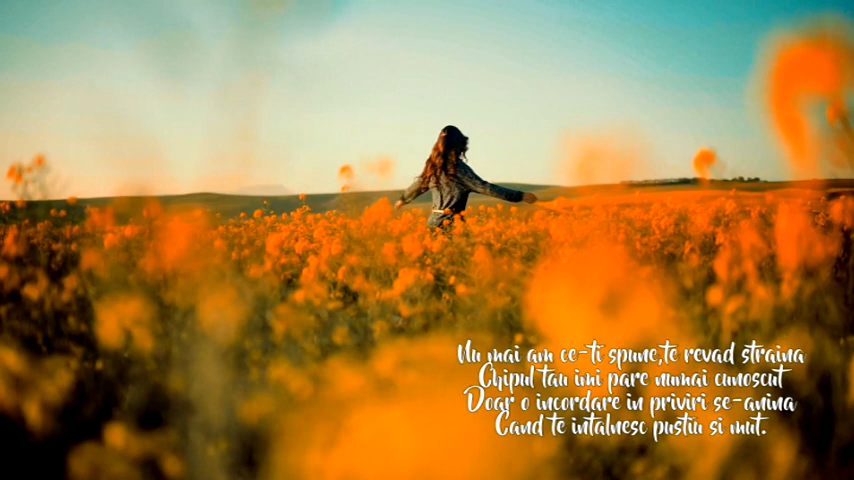 Nu mai am ce-ti spune,te revad straina
Chipul tau imi pare numai cunoscut
Doar o incordare in priviri se-anina
Cand te intalnesc pustiu si mut.